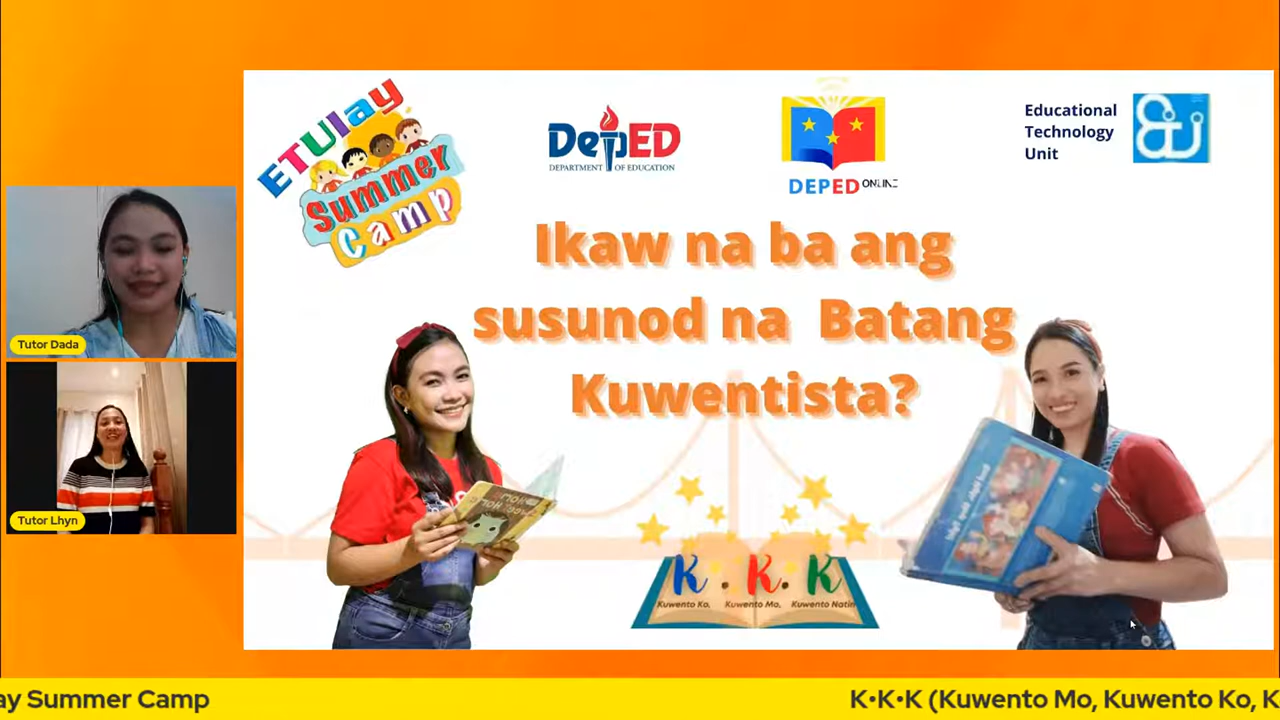 ETULay
Summer
Camp
DepED
DEPARTMENT OF EDUCATION
DEPED ONLINE
Educational
Technology
Unit
Ikaw na ba ang
susunod na Batang
Kuwentista?
Tutor Dada
Tutor Lhyn
K . K. K
Kuwento Ko, Kuwento Mo, Kuwento Natin
ay Summer Camp
K•K•K (Kuwento Mo, Kuwento Ko, K